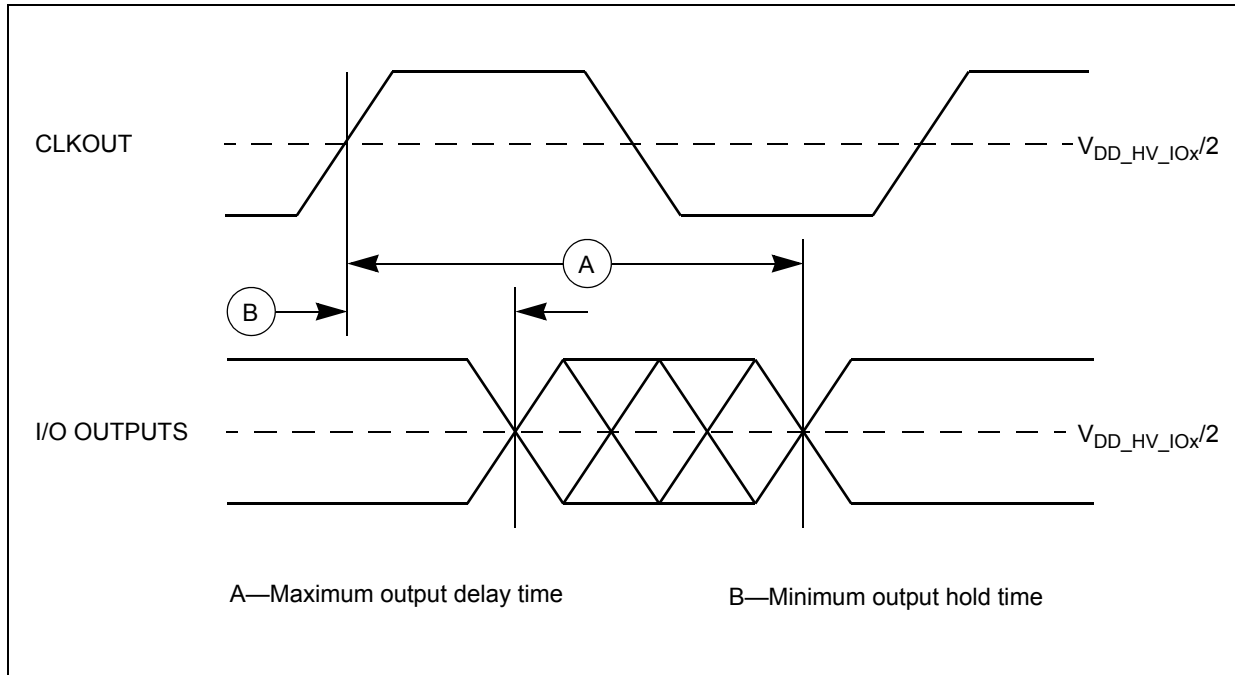 CLKOUT
V_DD_HV_IOx/2
A
B
I/O OUTPUTS
V_DD_HV_IOx/2
A—Maximum output delay time
B—Minimum output hold time